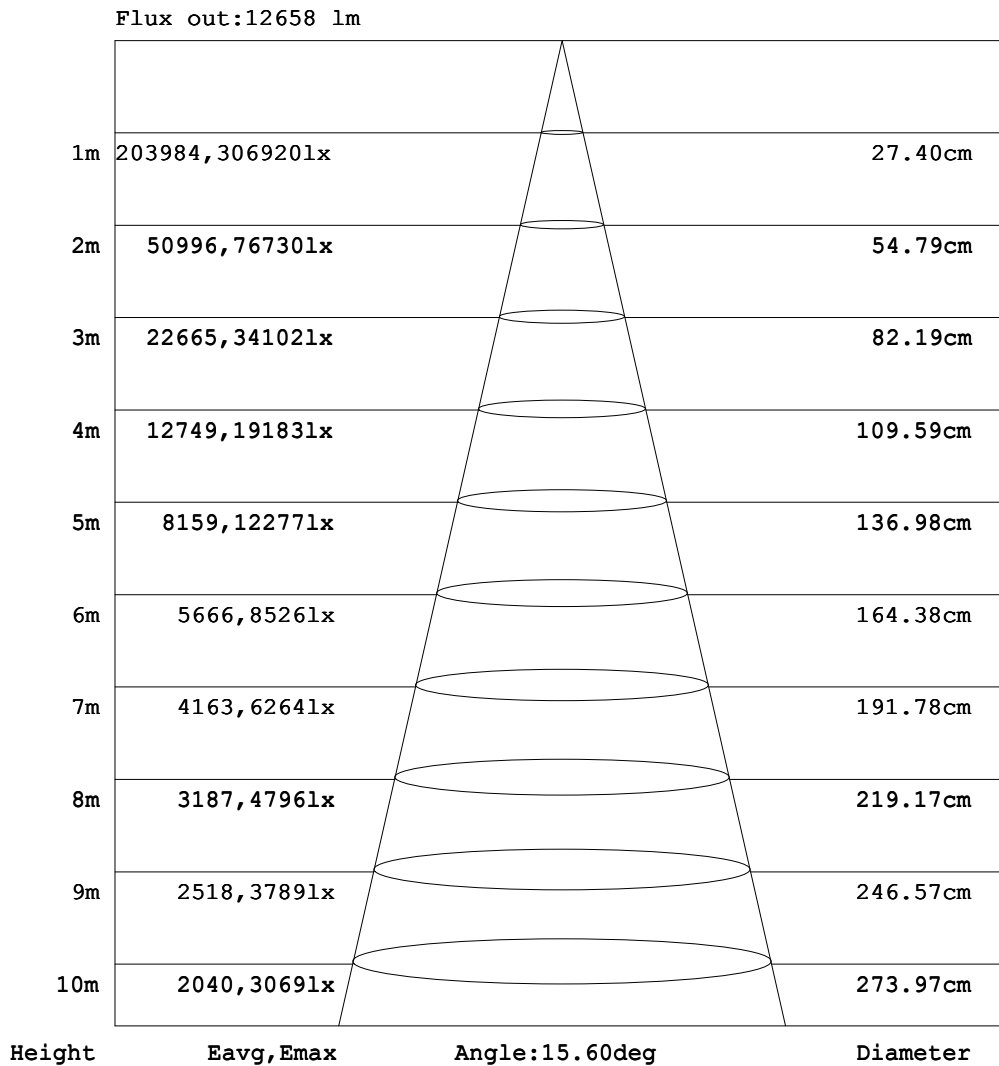 Flux out:12658 lm
1m 203984,306920lx 27.40cm
2m 50996,76730lx 54.79cm
3m 22665,34102lx 82.19cm
4m 12749,19183lx 109.59cm
5m 8159,12277lx 136.98cm
6m 5666,8526lx 164.38cm
7m 4163,6264lx 191.78cm
8m 3187,4796lx 219.17cm
9m 2518,3789lx 246.57cm
10m 2040,3069lx 273.97cm
Height Eavg,Emax Angle:15.60deg Diameter